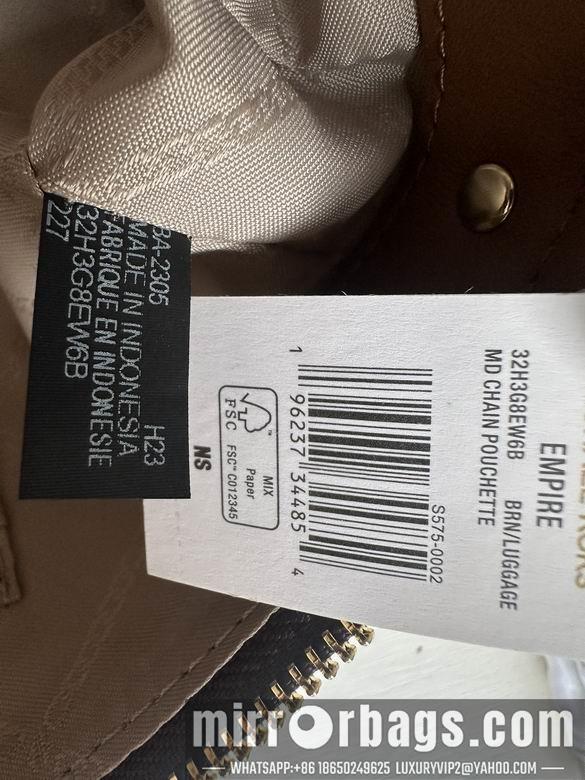 BA-2305 H23
MADE IN INDONESIA
FABRIQUE EN INDONESIE
32H3G8EW6B
227
EMPIRE
32H3G8EW6B BRN/LUGGAGE
MD CHAIN POUCHETTE
S575-0002
1 96237 34485 4
FSC
MIX
Paper
FSC™ C012345
NS
mirrorbags.com
WHATSAPP:+86 18650249625 LUXURYVIP2@YAHOO.COM